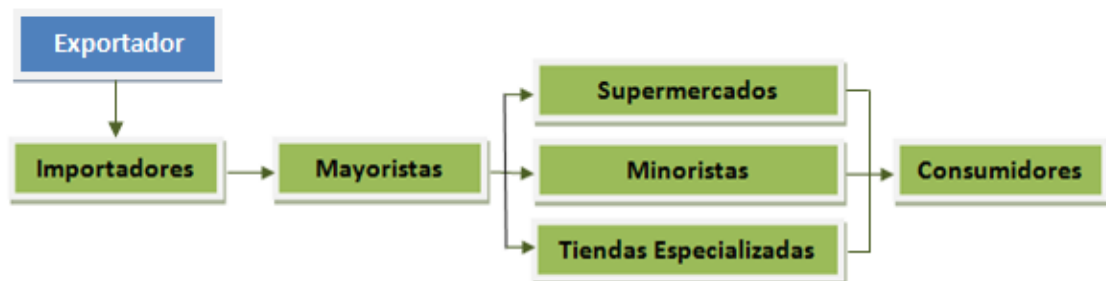 Exportador
Importadores
Mayoristas
Supermercados
Minoristas
Tiendas Especializadas
Consumidores